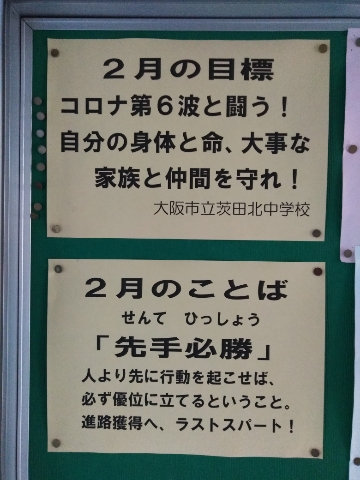 ２月の目標
コロナ第６波と闘う！
自分の身体と命、大事な
家族と仲間を守れ！
大阪市立茨田北中学校
２月のことば
せんて　ひっしょう
「先手必勝」
人より先に行動を起こせば、
必ず優位に立てるということ。
進路獲得へ、ラストスパート！